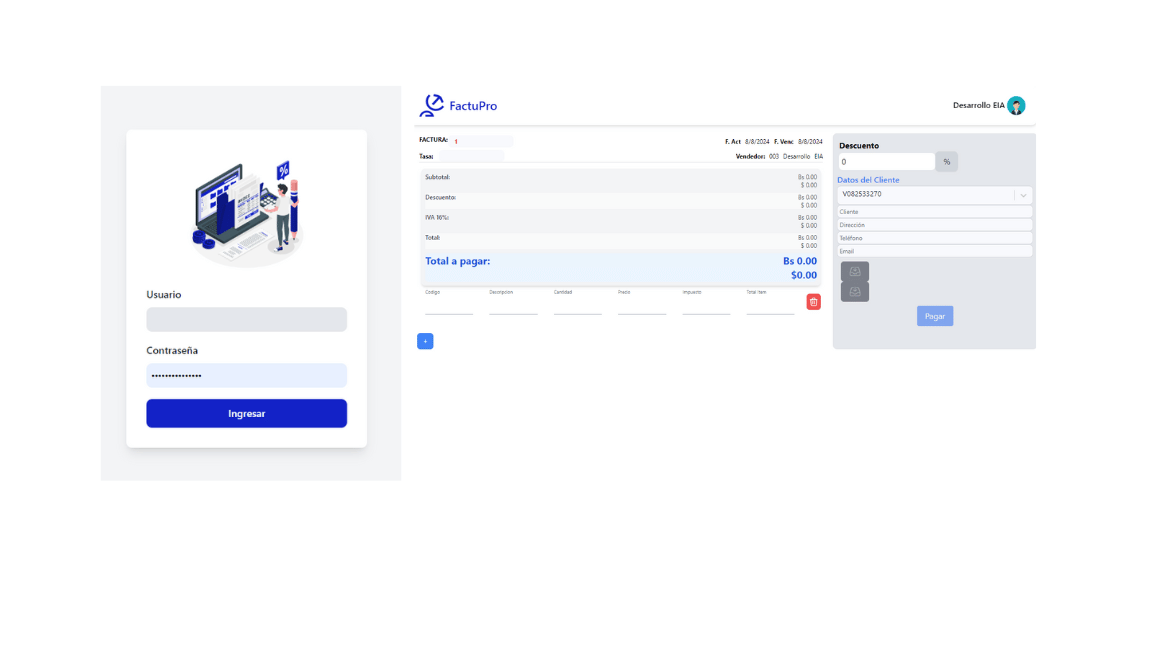 Usuario
Contraseña
•••••••••••••••
Ingresar
FactuPro
Desarrollo EIA
FACTURA: 1
F. Act 8/8/2024 F. Venc 8/8/2024
Tasa:
Vendedor: 003 Desarrollo EIA
Subtotal: Bs 0.00
$ 0.00
Descuento: Bs 0.00
$ 0.00
IVA 16%: Bs 0.00
$ 0.00
Total: Bs 0.00
$ 0.00
Total a pagar: Bs 0.00
$0.00
Codigo Descripcion Cantidad Precio Impuesto Total Item
+
Descuento
0 %
Datos del Cliente
V082533270
Cliente
Dirección
Teléfono
Email
Pagar